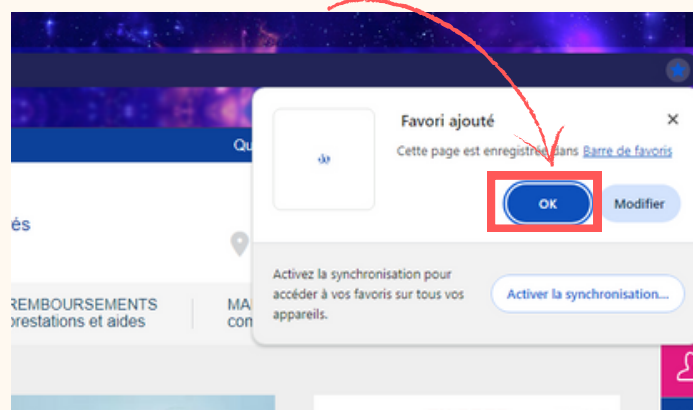 Favori ajouté
Cette page est enregistrée dans Barre de favoris
OK
Modifier
Activez la synchronisation pour
accéder à vos favoris sur tous vos
appareils.
Activer la synchronisation...
Qu
és
REMBOURSEMENTS
prestations et aides
MA
con